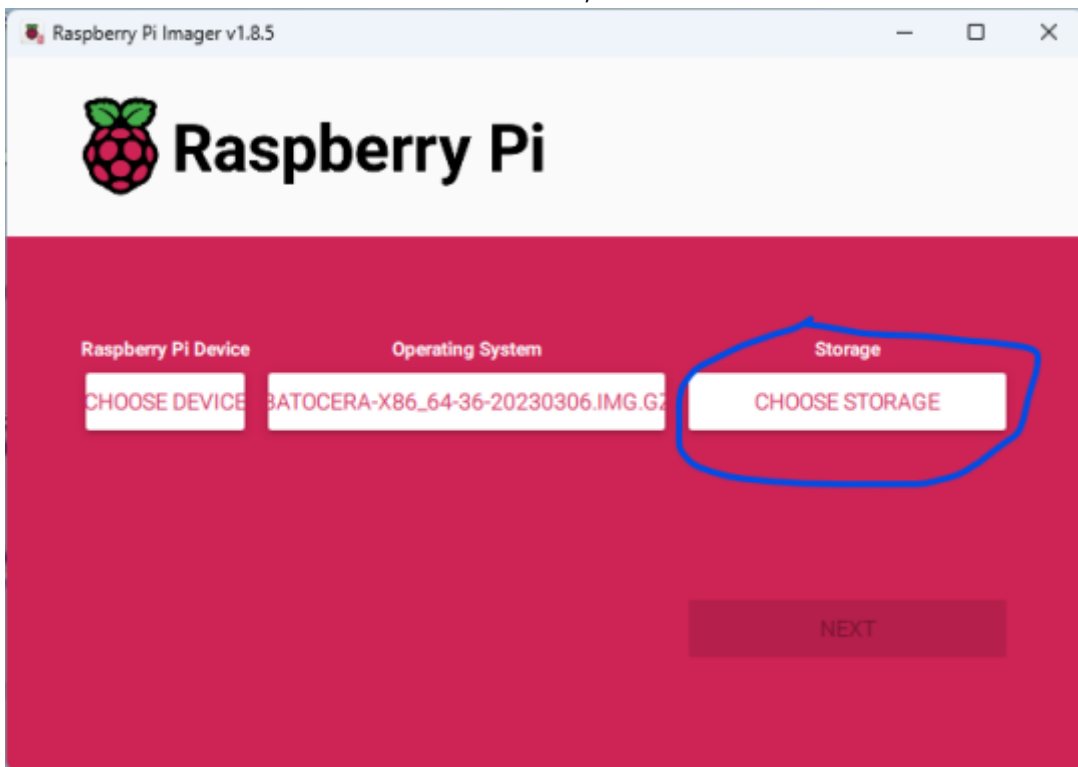 Raspberry Pi Imager v1.8.5
Raspberry Pi
Raspberry Pi Device
Operating System
Storage
CHOOSE DEVICE
BATOCERA-X86_64-36-20230306.IMG.GZ
CHOOSE STORAGE
NEXT